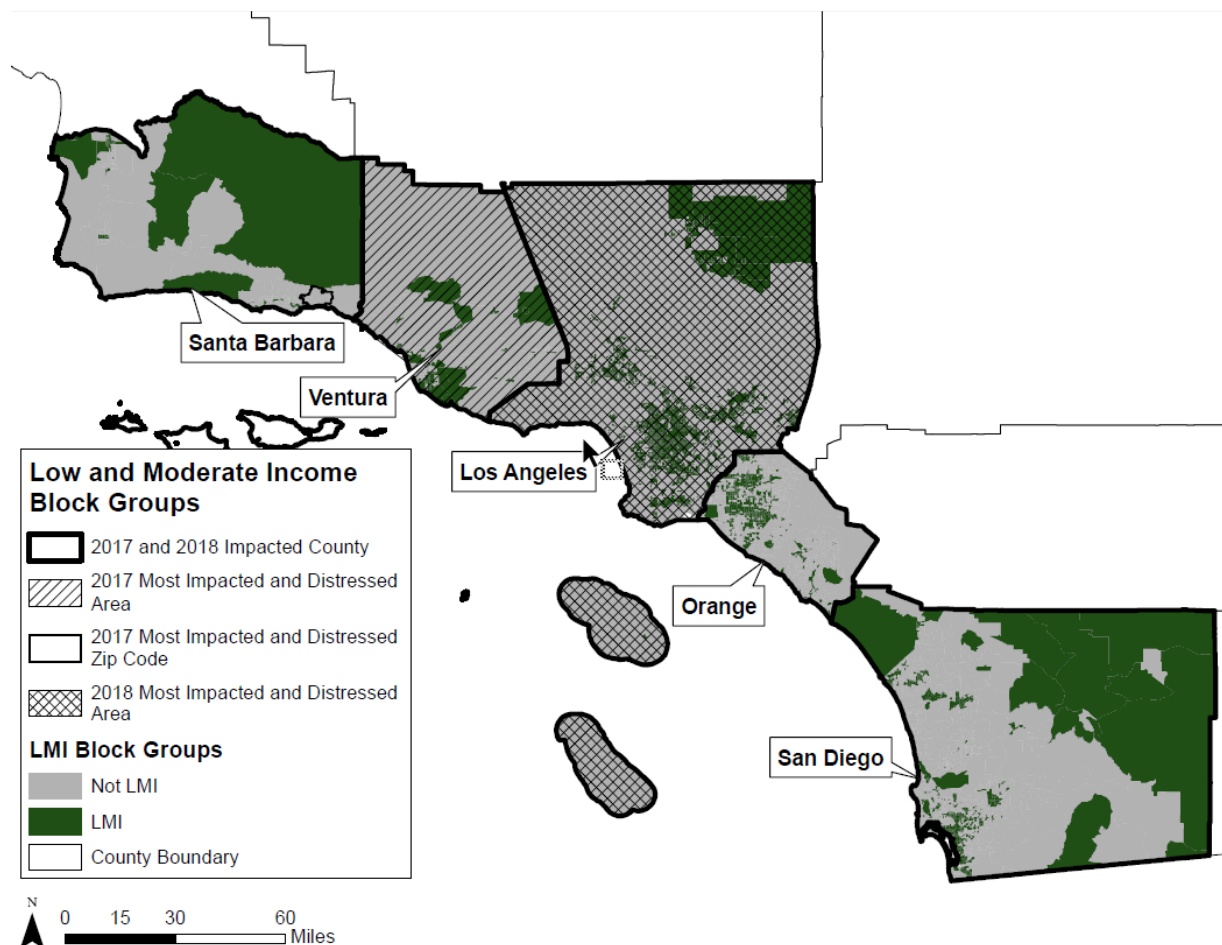 Santa Barbara
Ventura
Los Angeles
Orange
San Diego
Low and Moderate Income
Block Groups
2017 and 2018 Impacted County
2017 Most Impacted and Distressed
Area
2017 Most Impacted and Distressed
Zip Code
2018 Most Impacted and Distressed
Area
LMI Block Groups
Not LMI
LMI
County Boundary
N
0 15 30 60
Miles